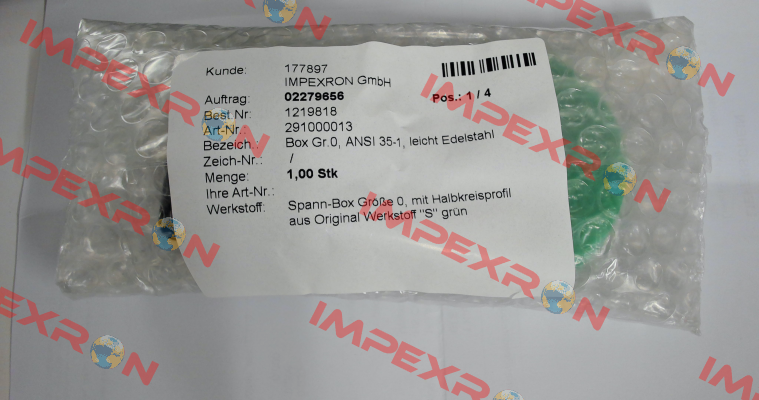 Kunde: 177897
IMPEXRON GmbH
Auftrag: 02279656 Pos.: 1 / 4
Best Nr: 1219818
Art-Nr.: 291000013
Bezeich.: Box Gr.0, ANSI 35-1, leicht Edelstahl
Zeich-Nr.: /
Menge: 1,00 Stk
Ihre Art-Nr.:
Werkstoff: Spann-Box Größe 0, mit Halbkreisprofil
aus Original Werkstoff "S" grün
IMPEXRON
IMPEXRON
IMPEXRON
IMPEXRON
IMPEXRON
IMPEXRON
IMPEXRON